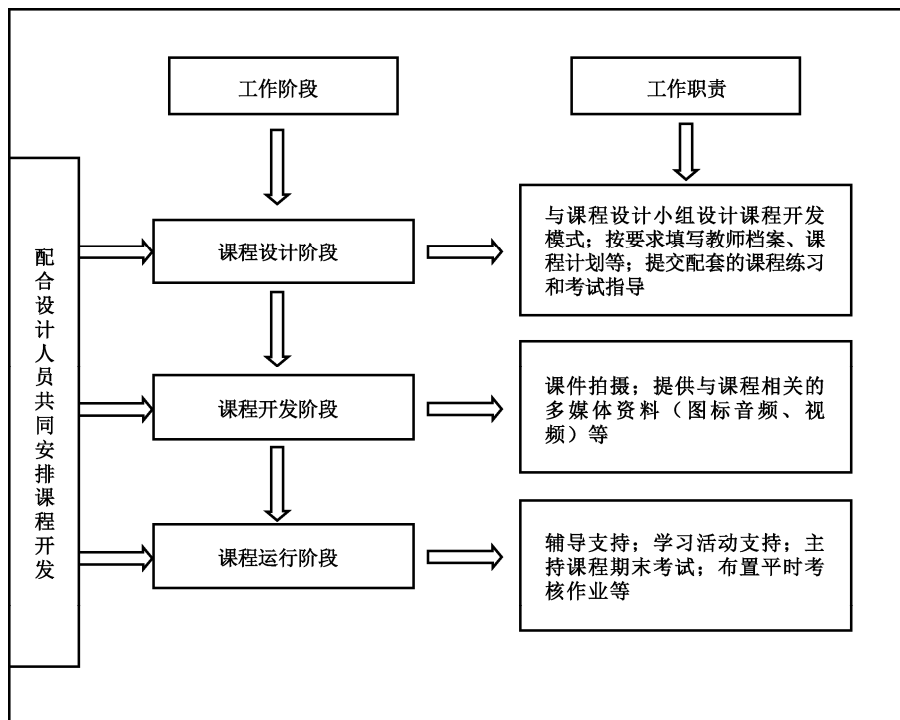 工作阶段
工作职责
配合设计人员共同安排课程开发
课程设计阶段
与课程设计小组设计课程开发
模式；按要求填写教师档案、课
程计划等；提交配套的课程练习
和考试指导
课程开发阶段
课件拍摄；提供与课程相关的
多媒体资料（图标音频、视
频）等
课程运行阶段
辅导支持；学习活动支持；主
持课程期末考试；布置平时考
核作业等